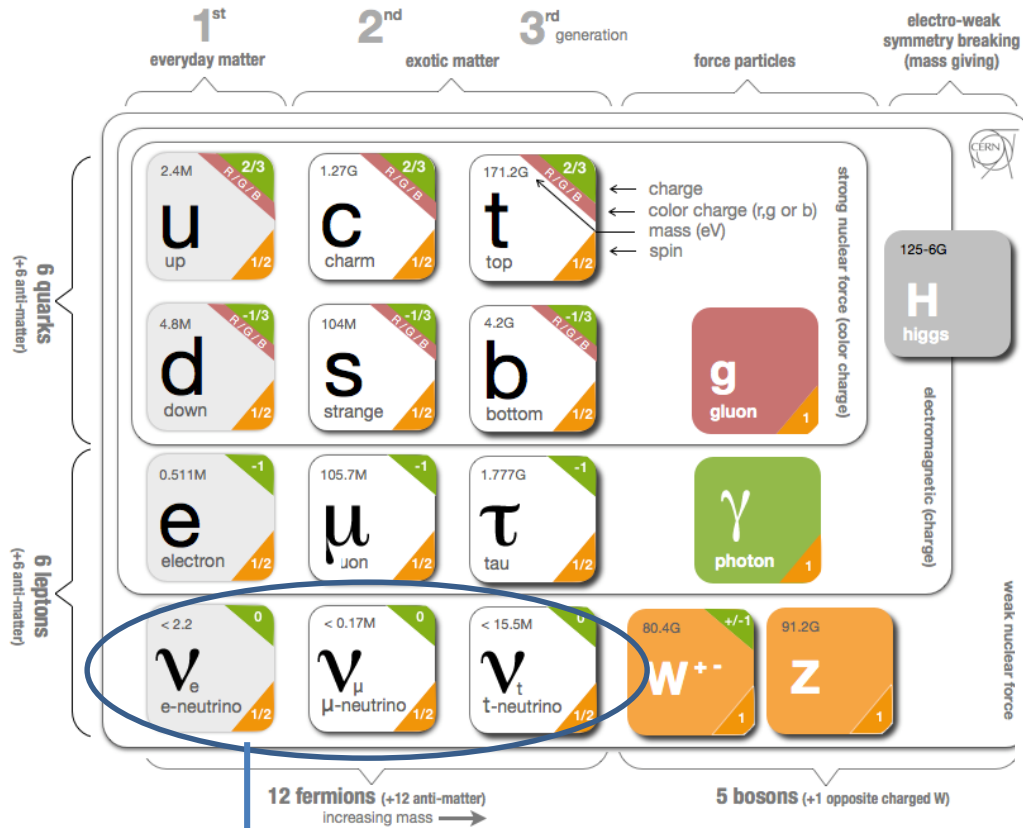 1st
2nd
3rd generation
everyday matter
exotic matter
force particles
electro-weak
symmetry breaking
(mass giving)
CERN
6 quarks
(+6 anti-matter)
2.4M
2/3
R/G/B
u
up
1/2
1.27G
2/3
R/G/B
c
charm
1/2
171.2G
2/3
R/G/B
t
top
1/2
charge
color charge (r,g or b)
mass (eV)
spin
strong nuclear force (color charge)
125-6G
H
higgs
4.8M
-1/3
R/G/B
d
down
1/2
104M
-1/3
R/G/B
s
strange
1/2
4.2G
-1/3
R/G/B
b
bottom
1/2
g
gluon
1
electromagnetic (charge)
6 leptons
(+6 anti-matter)
0.511M
-1
e
electron
1/2
105.7M
-1
μ
uon
1/2
1.777G
-1
τ
tau
1/2
γ
photon
1
weak nuclear force
< 2.2
0
νe
e-neutrino
1/2
< 0.17M
0
νμ
μ-neutrino
1/2
< 15.5M
0
νt
t-neutrino
1/2
80.4G
+/-1
W+-
1
91.2G
Z
1
12 fermions (+12 anti-matter)
increasing mass
5 bosons (+1 opposite charged W)